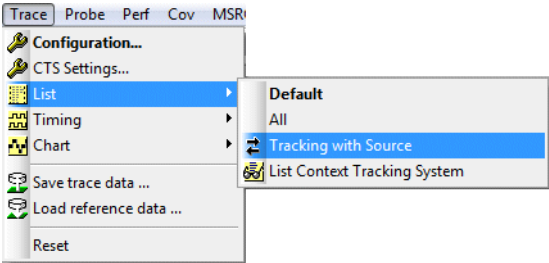 Trace Probe Perf Cov
Configuration...
CTS Settings...
List
Timing
Chart
Save trace data ...
Load reference data ...
Reset
Default
All
Tracking with Source
List Context Tracking System